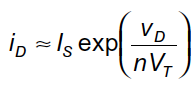 i_D ≈ I_S exp(v_D / nV_T)